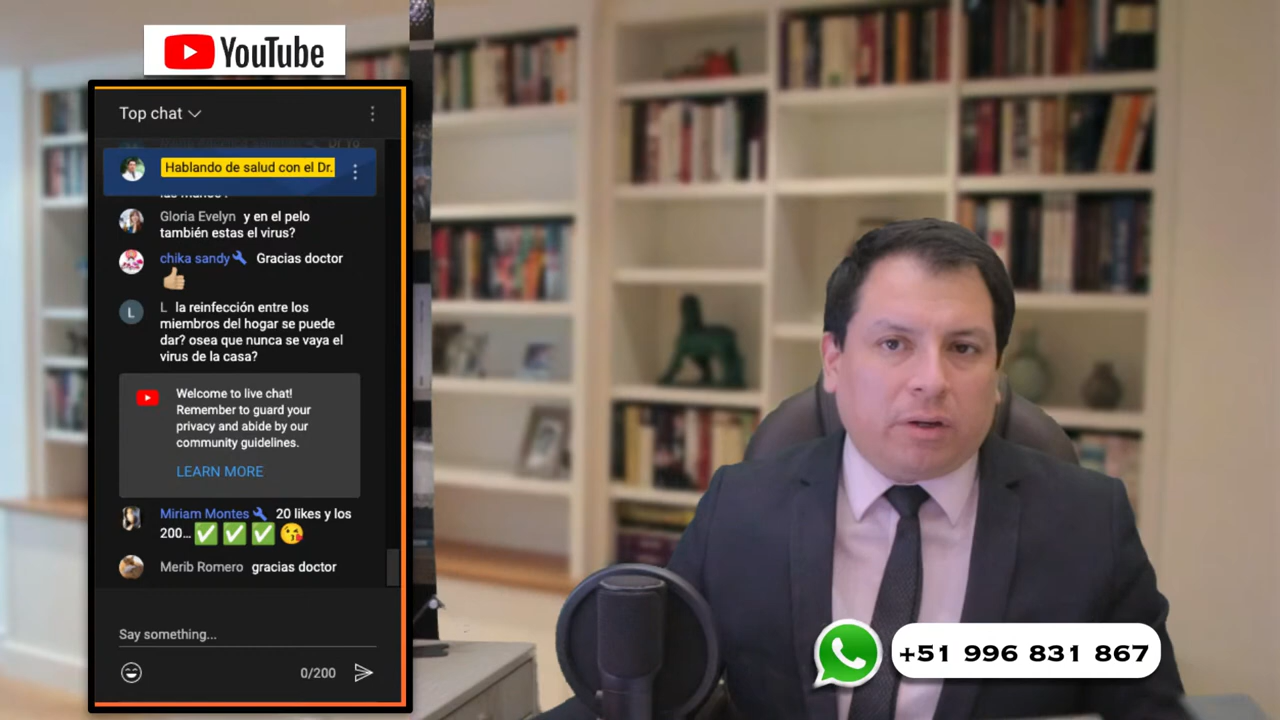 YouTube
Top chat
Hablando de salud con el Dr.
Gloria Evelyn y en el pelo
también estas el virus?
chika sandy Gracias doctor
L la reinfección entre los
miembros del hogar se puede
dar? osea que nunca se vaya el
virus de la casa?
Welcome to live chat!
Remember to guard your
privacy and abide by our
community guidelines.
LEARN MORE
Miriam Montes 20 likes y los
200...
Merib Romero gracias doctor
Say something...
0/200
+51 996 831 867